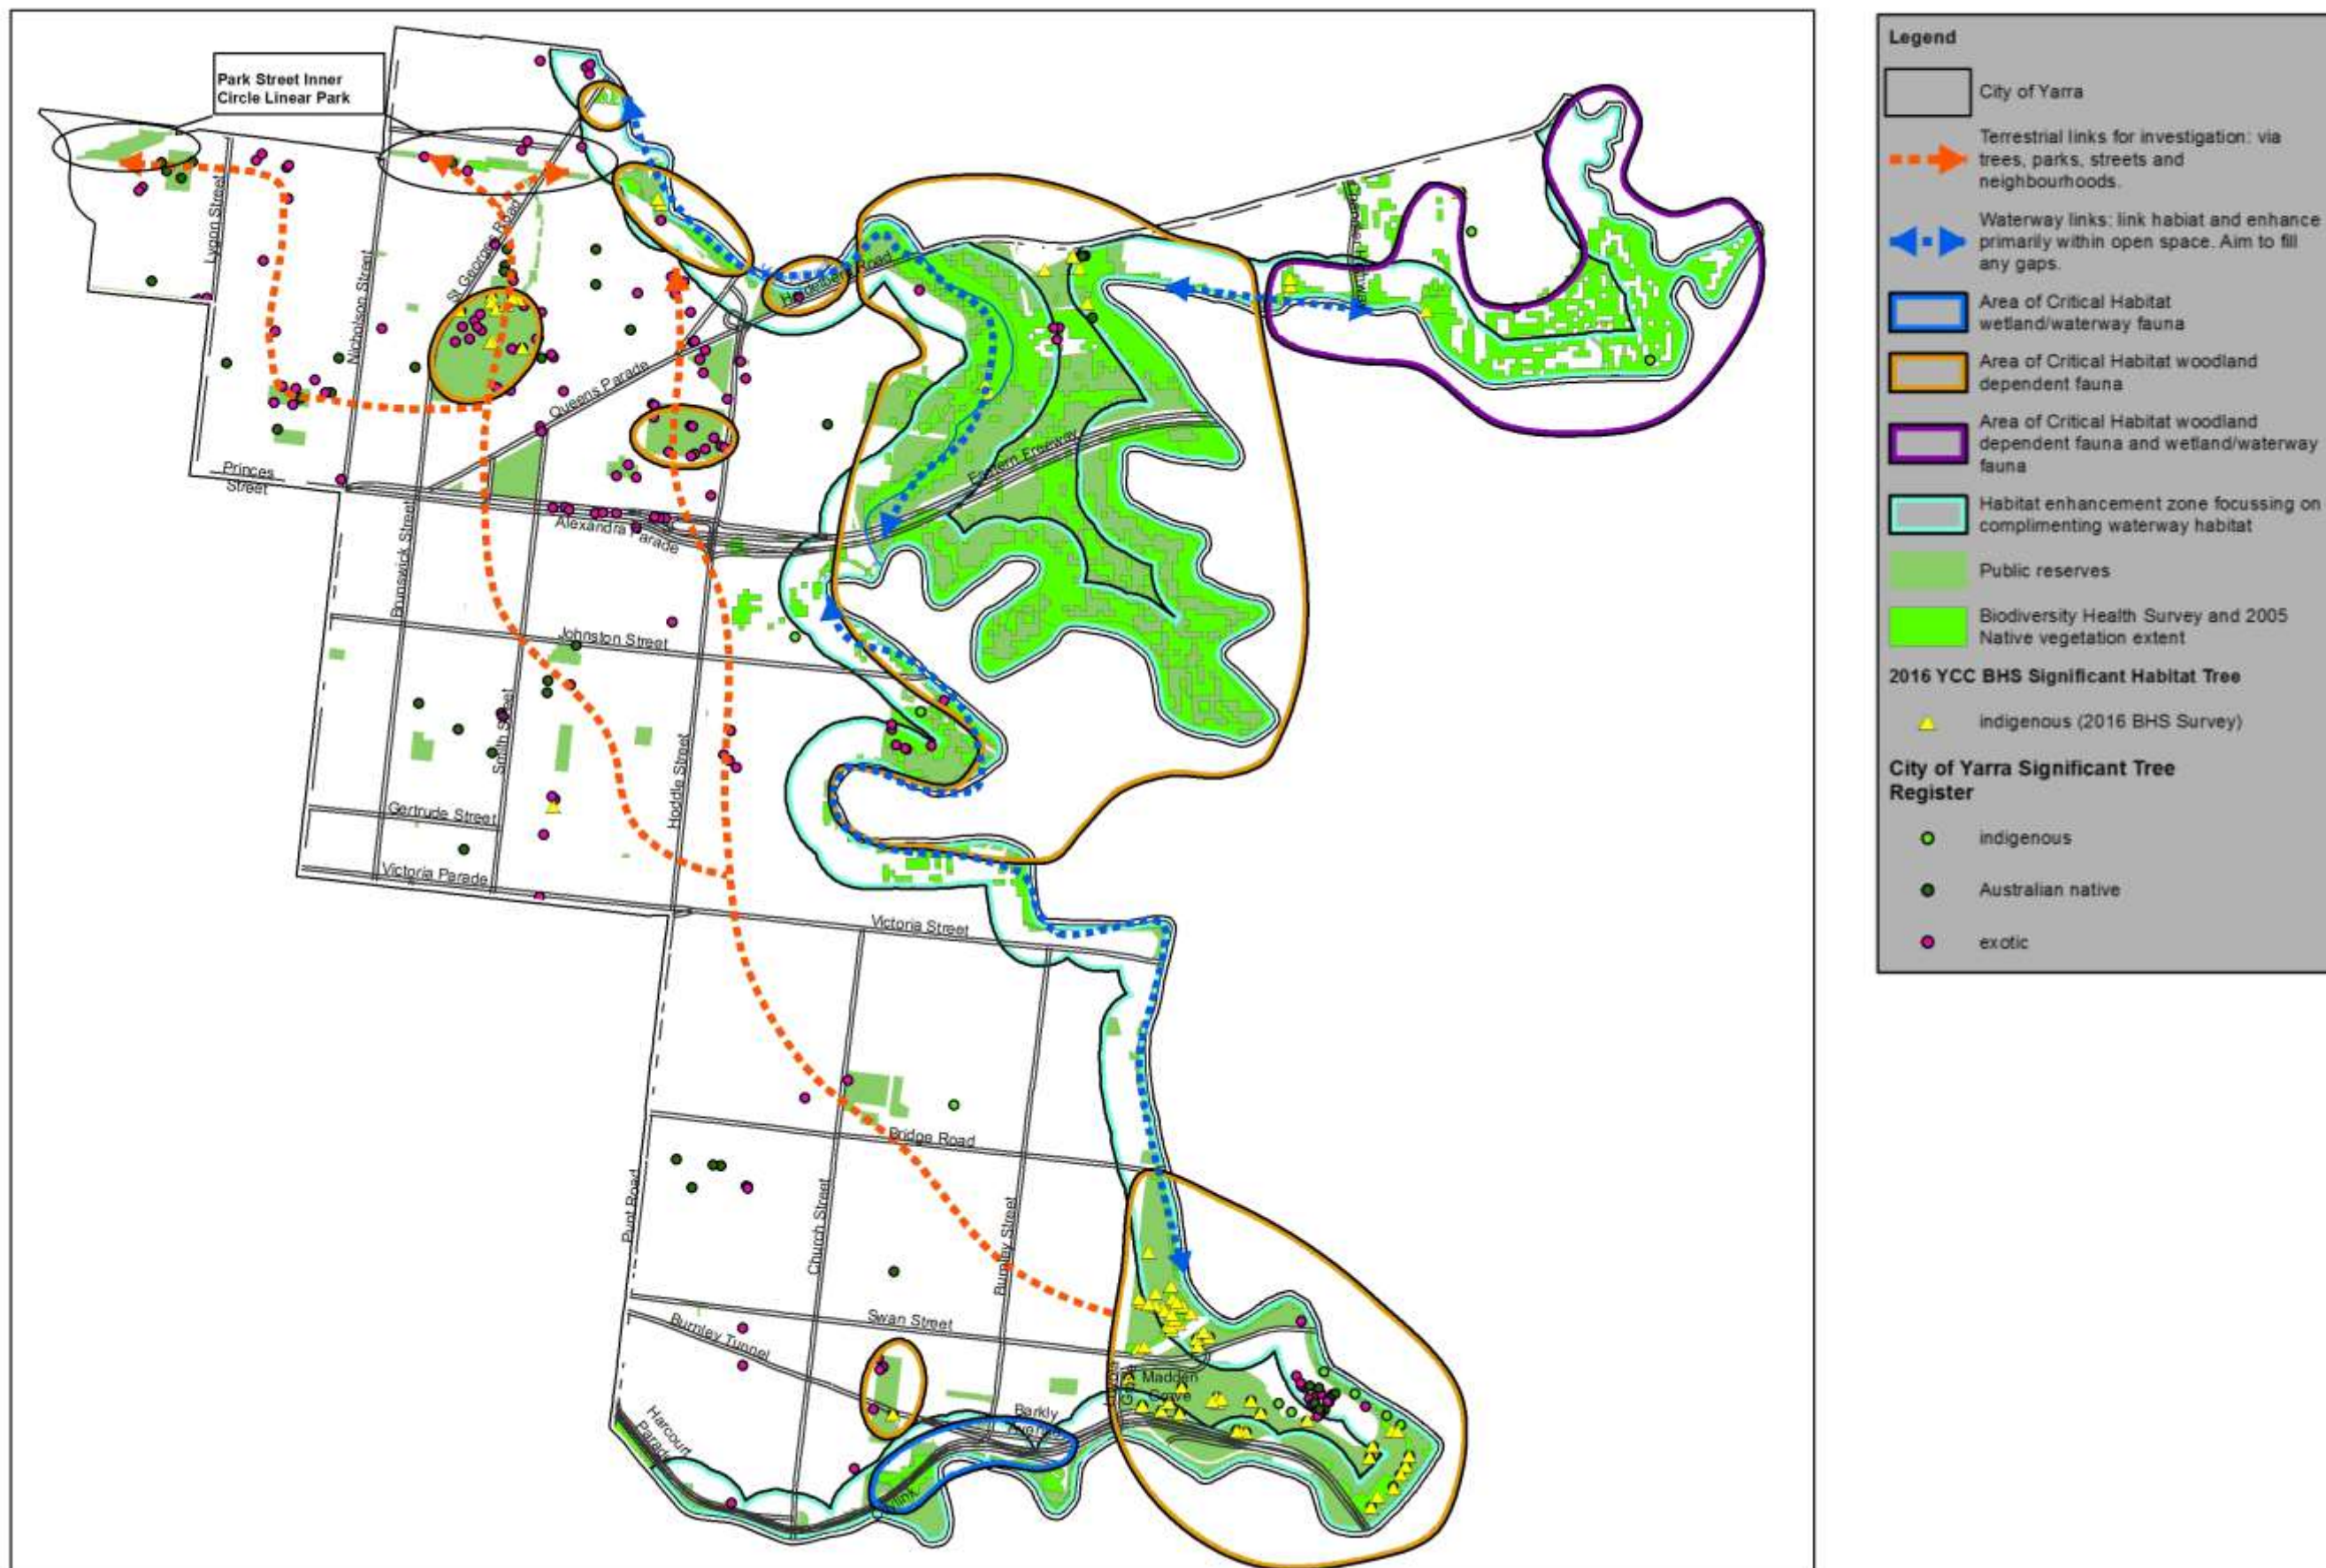 Park Street Inner
Circle Linear Park
Lygon Street
Nicholson Street
St Georges Road
Heidelberg Road
Queens Parade
Princes
Street
Brunswick Street
Alexandra Parade
Eastern Freeway
Johnston Street
Smith Street
Hoddle Street
Gertrude Street
Victoria Parade
Victoria Street
Bridge Road
Punt Road
Church Street
Burnley Street
Swan Street
Burnley Tunnel
Madden
Grove
Barkly
Harcourt
Parade
Legend
City of Yarra
Terrestrial links for investigation: via
trees, parks, streets and
neighbourhoods.
Waterway links: link habiat and enhance
primarily within open space. Aim to fill
any gaps.
Area of Critical Habitat
wetland/waterway fauna
Area of Critical Habitat woodland
dependent fauna
Area of Critical Habitat woodland
dependent fauna and wetland/waterway
fauna
Habitat enhancement zone focussing on
complimenting waterway habitat
Public reserves
Biodiversity Health Survey and 2005
Native vegetation extent
2016 YCC BHS Significant Habitat Tree
indigenous (2016 BHS Survey)
City of Yarra Significant Tree
Register
indigenous
Australian native
exotic